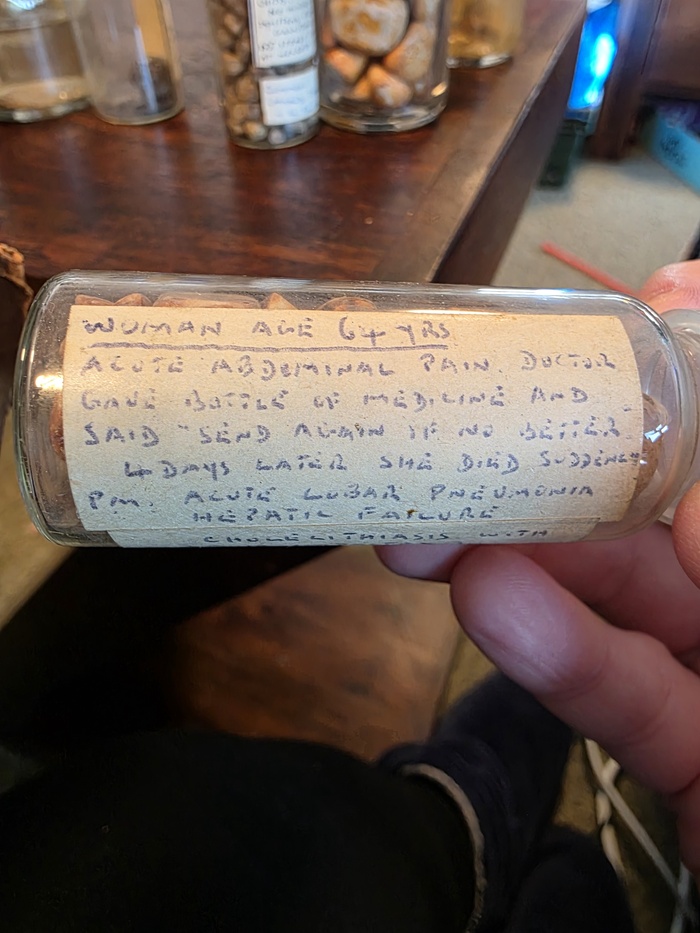 WOMAN AGE 64 YRS
ACUTE ABDOMINAL PAIN. DOCTOR
GAVE BOTTLE OF MEDICINE AND
SAID "SEND AGAIN IF NO BETTER"
4 DAYS LATER SHE DIED SUDDENLY
P.M. ACUTE LOBAR PNEUMONIA
HEPATIC FAILURE
CHOLELITHIASIS WITH